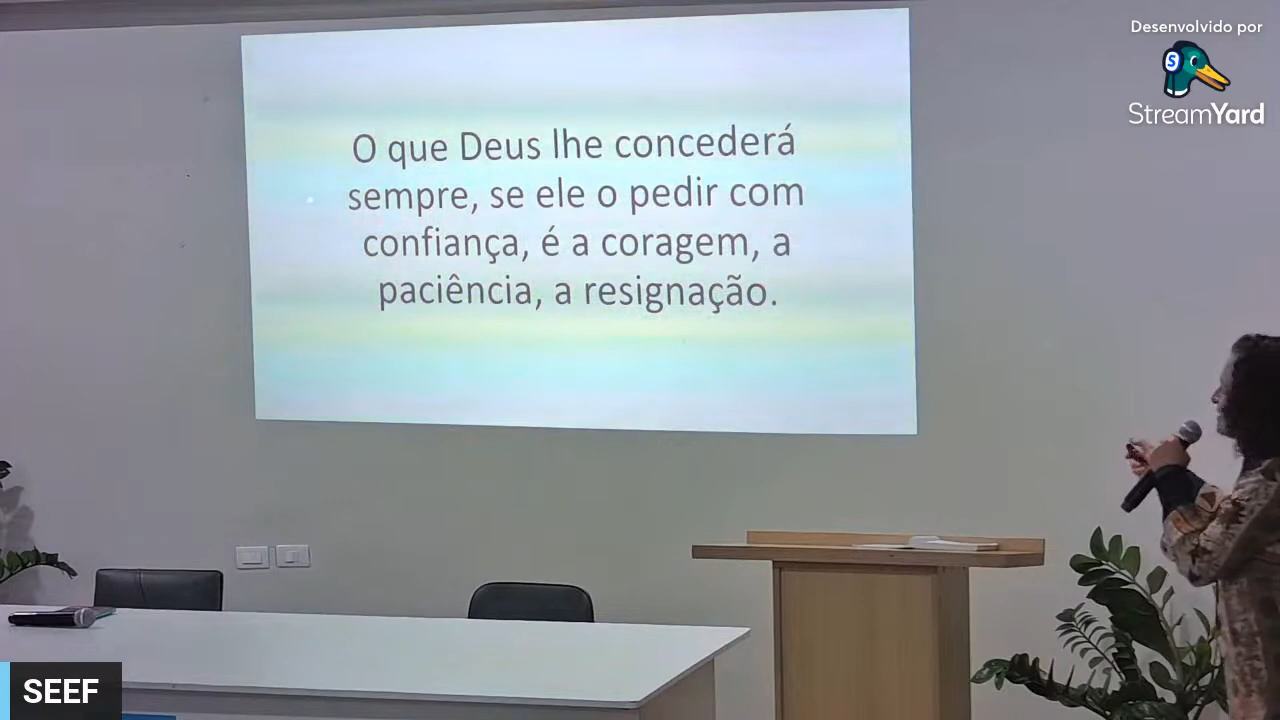 Desenvolvido por
S
StreamYard
O que Deus lhe concederá
sempre, se ele o pedir com
confiança, é a coragem, a
paciência, a resignação.
SEEF